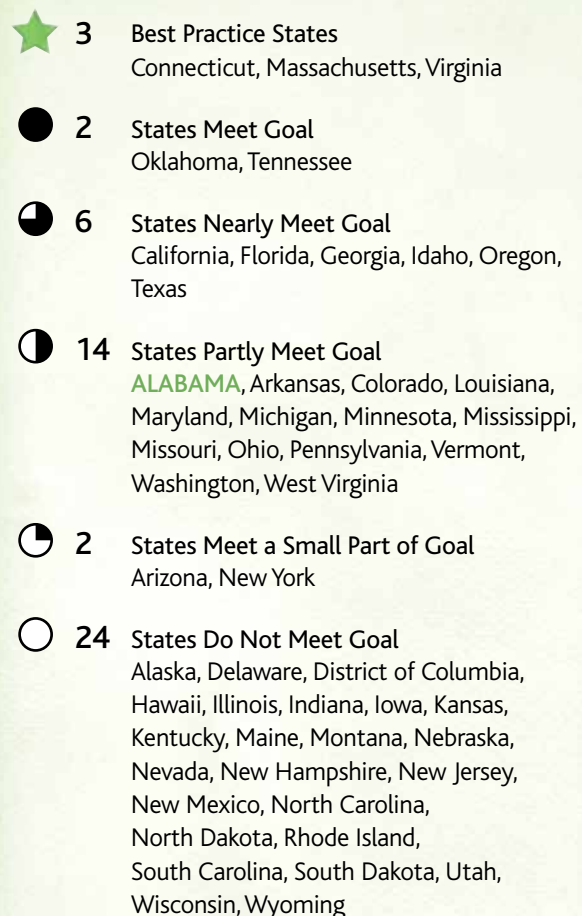 3 Best Practice States
Connecticut, Massachusetts, Virginia
2 States Meet Goal
Oklahoma, Tennessee
6 States Nearly Meet Goal
California, Florida, Georgia, Idaho, Oregon,
Texas
14 States Partly Meet Goal
ALABAMA, Arkansas, Colorado, Louisiana,
Maryland, Michigan, Minnesota, Mississippi,
Missouri, Ohio, Pennsylvania, Vermont,
Washington, West Virginia
2 States Meet a Small Part of Goal
Arizona, New York
24 States Do Not Meet Goal
Alaska, Delaware, District of Columbia,
Hawaii, Illinois, Indiana, Iowa, Kansas,
Kentucky, Maine, Montana, Nebraska,
Nevada, New Hampshire, New Jersey,
New Mexico, North Carolina,
North Dakota, Rhode Island,
South Carolina, South Dakota, Utah,
Wisconsin, Wyoming